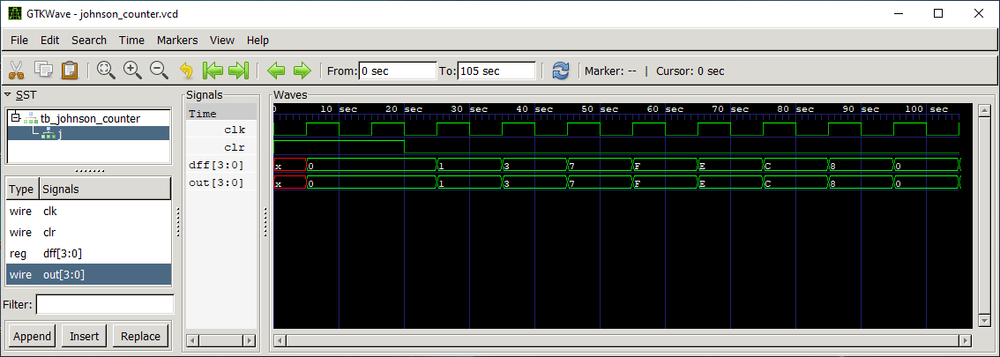 GTKWave - johnson_counter.vcd
File Edit Search Time Markers View Help
From: 0 sec To: 105 sec Marker: -- | Cursor: 0 sec
SST
tb_johnson_counter
j
Type Signals
wire clk
wire clr
reg dff[3:0]
wire out[3:0]
Filter:
Append Insert Replace
Signals
Time
clk
clr
dff[3:0]
out[3:0]
Waves
0 10 sec 20 sec 30 sec 40 sec 50 sec 60 sec 70 sec 80 sec 90 sec 100 sec
x 0 1 3 7 F E C 8 0
x 0 1 3 7 F E C 8 0